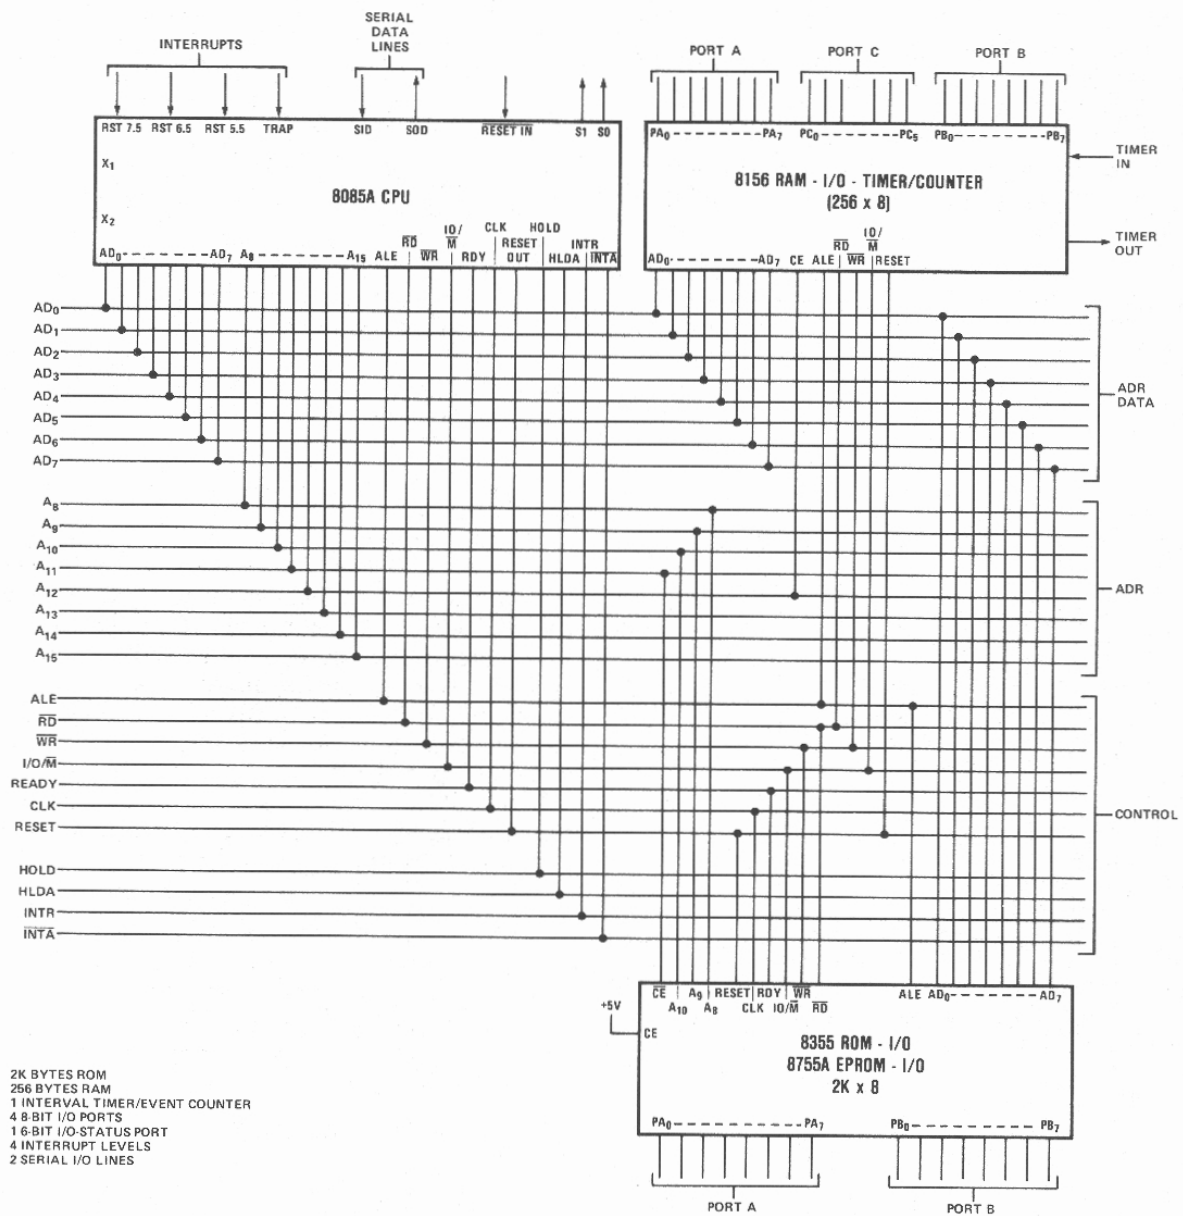 INTERRUPTS
SERIAL
DATA
LINES
PORT A
PORT C
PORT B
RST 7.5 RST 6.5 RST 5.5 TRAP SID SOD RESET IN S1 S0
PA0 PA7 PC0 PC5 PB0 PB7
X1
X2
8085A CPU
8156 RAM - I/O - TIMER/COUNTER
(256 x 8)
TIMER
IN
TIMER
OUT
AD0 AD7 A8 A15 ALE RD WR IO/M RDY CLK RESET OUT HOLD HLDA INTR INTA
AD0 AD7 CE ALE RD WR IO/M RESET
AD0
AD1
AD2
AD3
AD4
AD5
AD6
AD7
ADR
DATA
A8
A9
A10
A11
A12
A13
A14
A15
ADR
ALE
RD
WR
I/O/M
READY
CLK
RESET
HOLD
HLDA
INTR
INTA
CONTROL
CE A10 A9 A8 RESET CLK RDY IO/M WR RD ALE AD0 AD7
+5V
CE
8355 ROM - I/O
8755A EPROM - I/O
2K x 8
PA0 PA7 PB0 PB7
PORT A
PORT B
2K BYTES ROM
256 BYTES RAM
1 INTERVAL TIMER/EVENT COUNTER
4 8-BIT I/O PORTS
1 6-BIT I/O-STATUS PORT
4 INTERRUPT LEVELS
2 SERIAL I/O LINES